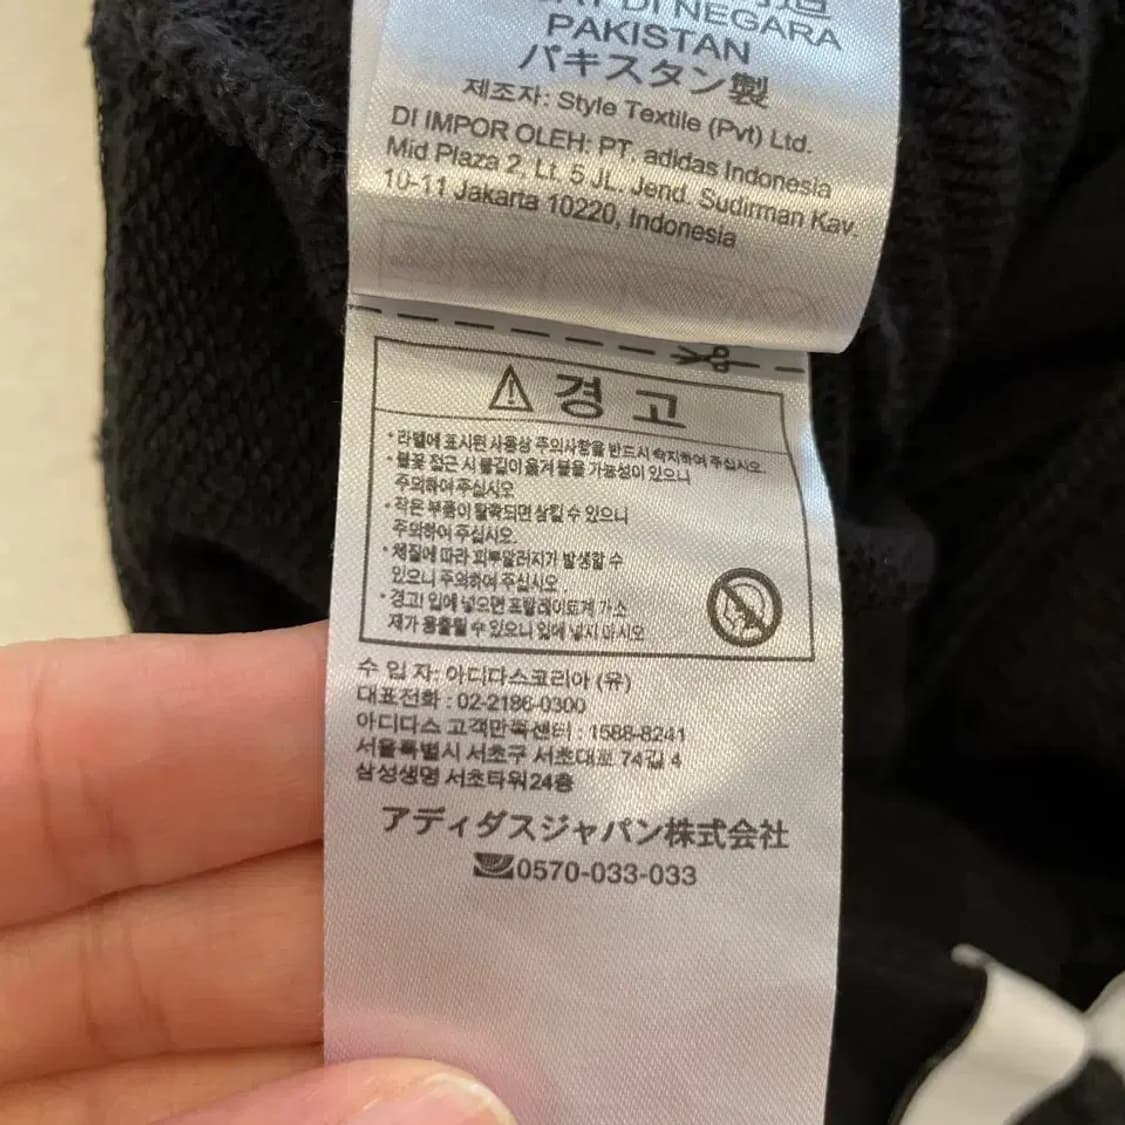 DI NEGARA
PAKISTAN
パキスタン製
제조자: Style Textile (Pvt) Ltd.
DI IMPOR OLEH: PT. adidas Indonesia
Mid Plaza 2, Lt. 5 JL. Jend. Sudirman Kav.
10-11 Jakarta 10220, Indonesia
경 고
* 라벨에 표시된 사용상 주의사항을 반드시 숙지하여 주십시오.
* 불꽃 접근 시 불길이 옮겨 붙을 가능성이 있으니
주의하여 주십시오
* 작은 부품이 탈락되면 삼킬 수 있으니
주의하여 주십시오.
* 체질에 따라 피부알러지가 발생할 수
있으니 주의하여 주십시오.
* 경고! 입에 넣으면 프탈레이트계 가소
제가 용출될 수 있으니 입에 넣지 마시오
수 입 자: 아디다스코리아 (유)
대표전화 : 02-2186-0300
아디다스 고객만족센터 : 1588-8241
서울특별시 서초구 서초대로 74길 4
삼성생명 서초타워24층
アディダスジャパン株式会社
0570-033-033